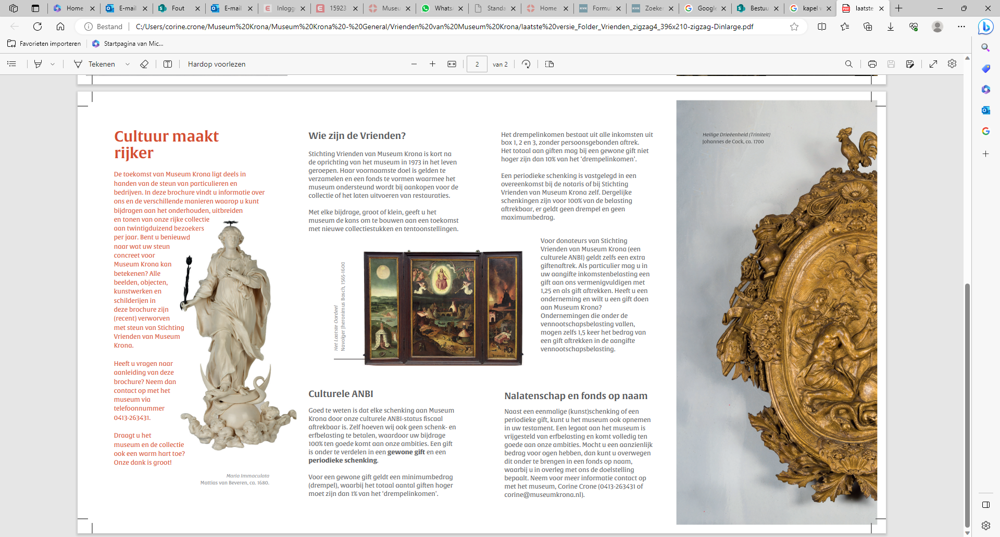 Home
E-mail
Fout
E-mail
Inlogg
15923
Museu
WhatsA
Standa
Home
Formul
Zoeker
Google
Bestuu
kapel v
laatste
Bestand
C:/Users/corine.crone/Museum%20Krona/Museum%20Krona%20-%20General/Vrienden%20van%20Museum%20Krona/laatste%20versie_Folder_Vrienden_zigzag4_396x210-zigzag-Dinlarge.pdf
Favorieten importeren
Startpagina van Mic...
Tekenen
Hardop voorlezen
2
van 2
Cultuur maakt
rijker
De toekomst van Museum Krona ligt deels in
handen van de steun van particulieren en
bedrijven. In deze brochure vindt u informatie over
ons en de verschillende manieren waarop u kunt
bijdragen aan het onderhouden, uitbreiden
en tonen van onze rijke collectie
aan twintigduizend bezoekers
per jaar. Bent u benieuwd
naar wat uw steun
concreet voor
Museum Krona kan
betekenen? Alle
beelden, objecten,
kunstwerken en
schilderijen in
deze brochure zijn
(recent) verworven
met steun van Stichting
Vrienden van Museum
Krona.
Heeft u vragen naar
aanleiding van deze
brochure? Neem dan
contact op met het
museum via
telefoonnummer
0413-263431.
Draagt u het
museum en de collectie
ook een warm hart toe?
Onze dank is groot!
Maria Immaculata
Mattias van Beveren, ca. 1680.
Wie zijn de Vrienden?
Stichting Vrienden van Museum Krona is kort na
de oprichting van het museum in 1973 in het leven
geroepen. Haar voornaamste doel is gelden te
verzamelen en een fonds te vormen waarmee het
museum ondersteund wordt bij aankopen voor de
collectie of het laten uitvoeren van restauraties.
Met elke bijdrage, groot of klein, geeft u het
museum de kans om te bouwen aan een toekomst
met nieuwe collectiestukken en tentoonstellingen.
Het Laatste Oordeel
Navolger Jheronimus Bosch, 1565-1600
Culturele ANBI
Goed te weten is dat elke schenking aan Museum
Krona door onze culturele ANBI-status fiscaal
aftrekbaar is. Zelf hoeven wij ook geen schenk- en
erfbelasting te betalen, waardoor uw bijdrage
100% ten goede komt aan onze ambities. Een gift
is onder te verdelen in een gewone gift en een
periodieke schenking.
Voor een gewone gift geldt een minimumbedrag
(drempel), waarbij het totaal aantal giften hoger
moet zijn dan 1% van het ‘drempelinkomen’.
Het drempelinkomen bestaat uit alle inkomsten uit
box 1, 2 en 3, zonder persoonsgebonden aftrek.
Het totaal aan giften mag bij een gewone gift niet
hoger zijn dan 10% van het ‘drempelinkomen’.
Een periodieke schenking is vastgelegd in een
overeenkomst bij de notaris of bij Stichting
Vrienden van Museum Krona zelf. Dergelijke
schenkingen zijn voor 100% van de belasting
aftrekbaar, er geldt geen drempel en geen
maximumbedrag.
Voor donateurs van Stichting
Vrienden van Museum Krona (een
culturele ANBI) geldt zelfs een extra
giftenaftrek. Als particulier mag u in
uw aangifte inkomstenbelasting een
gift aan ons vermenigvuldigen met
1,25 en als gift aftrekken. Heeft u een
onderneming en wilt u een gift doen
aan Museum Krona?
Ondernemingen die onder de
vennootschapsbelasting vallen,
mogen zelfs 1,5 keer het bedrag van
een gift aftrekken in de aangifte
vennootschapsbelasting.
Nalatenschap en fonds op naam
Naast een eenmalige (kunst)schenking of een
periodieke gift, kunt u het museum ook opnemen
in uw testament. Een legaat aan het museum is
vrijgesteld van erfbelasting en komt volledig ten
goede aan onze ambities. Mocht u een aanzienlijk
bedrag voor ogen hebben, dan kunt u overwegen
dit onder te brengen in een fonds op naam,
waarbij u in overleg met ons de doelstelling
bepaalt. Neem voor meer informatie contact op
met het museum, Corine Crone (0413-263431 of
corine@museumkrona.nl).
Heilige Drieëenheid (Triniteit)
Johannes de Cock, ca. 1700